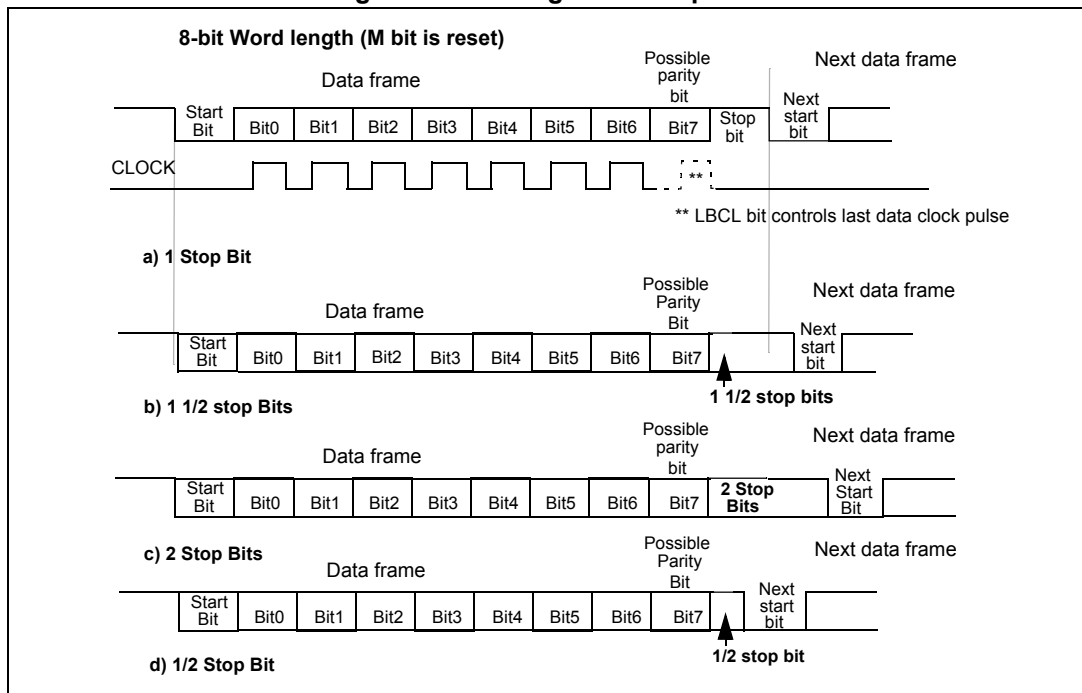 8-bit Word length (M bit is reset)
Possible
parity
bit
Next data frame
Data frame
Start
Bit
Bit0
Bit1
Bit2
Bit3
Bit4
Bit5
Bit6
Bit7
Stop
bit
Next
start
bit
CLOCK
**
** LBCL bit controls last data clock pulse
a) 1 Stop Bit
Possible
Parity
Bit
Next data frame
Data frame
Start
Bit
Bit0
Bit1
Bit2
Bit3
Bit4
Bit5
Bit6
Bit7
Next
start
bit
1 1/2 stop bits
b) 1 1/2 stop Bits
Possible
parity
bit
Next data frame
Data frame
Start
Bit
Bit0
Bit1
Bit2
Bit3
Bit4
Bit5
Bit6
Bit7
2 Stop
Bits
Next
Start
Bit
c) 2 Stop Bits
Possible
Parity
Bit
Next data frame
Data frame
Start
Bit
Bit0
Bit1
Bit2
Bit3
Bit4
Bit5
Bit6
Bit7
Next
start
bit
1/2 stop bit
d) 1/2 Stop Bit